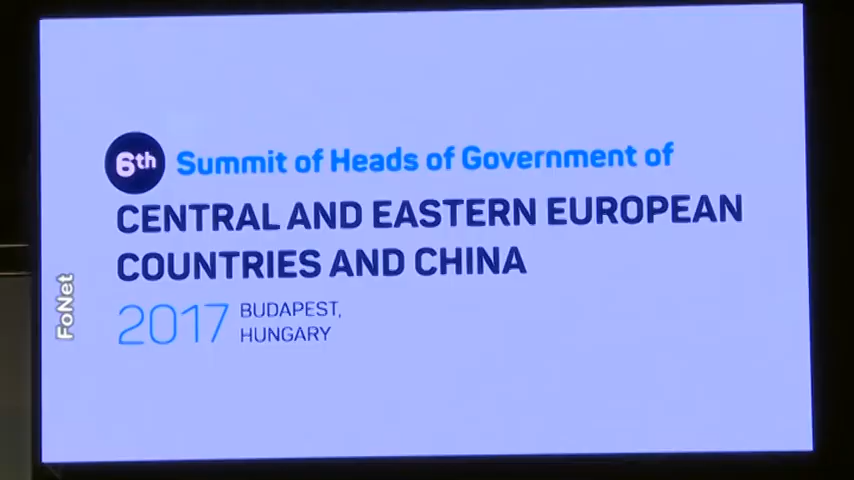 6th Summit of Heads of Government of
CENTRAL AND EASTERN EUROPEAN
COUNTRIES AND CHINA
2017 BUDAPEST,
HUNGARY
FoNet